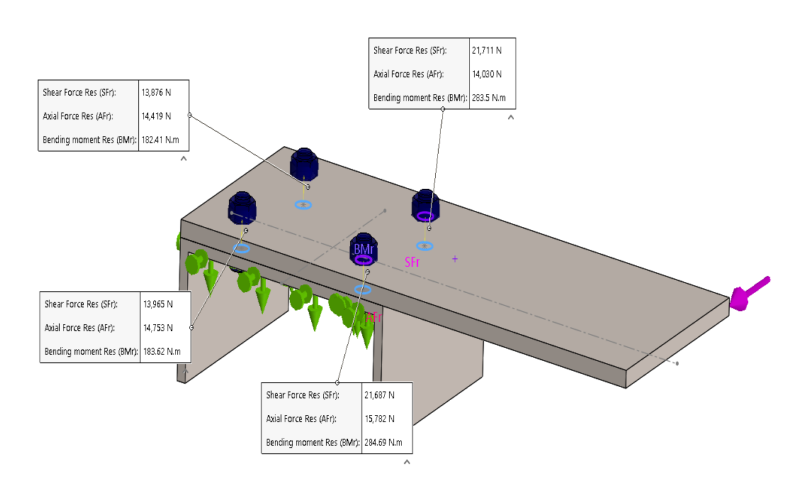 Shear Force Res (SFr): 21,711 N
Axial Force Res (AFr): 14,030 N
Bending moment Res (BMr): 283.5 N.m
Shear Force Res (SFr): 13,876 N
Axial Force Res (AFr): 14,419 N
Bending moment Res (BMr): 182.41 N.m
BMr
SFr
AFr
Shear Force Res (SFr): 13,965 N
Axial Force Res (AFr): 14,753 N
Bending moment Res (BMr): 183.62 N.m
Shear Force Res (SFr): 21,687 N
Axial Force Res (AFr): 15,782 N
Bending moment Res (BMr): 284.69 N.m